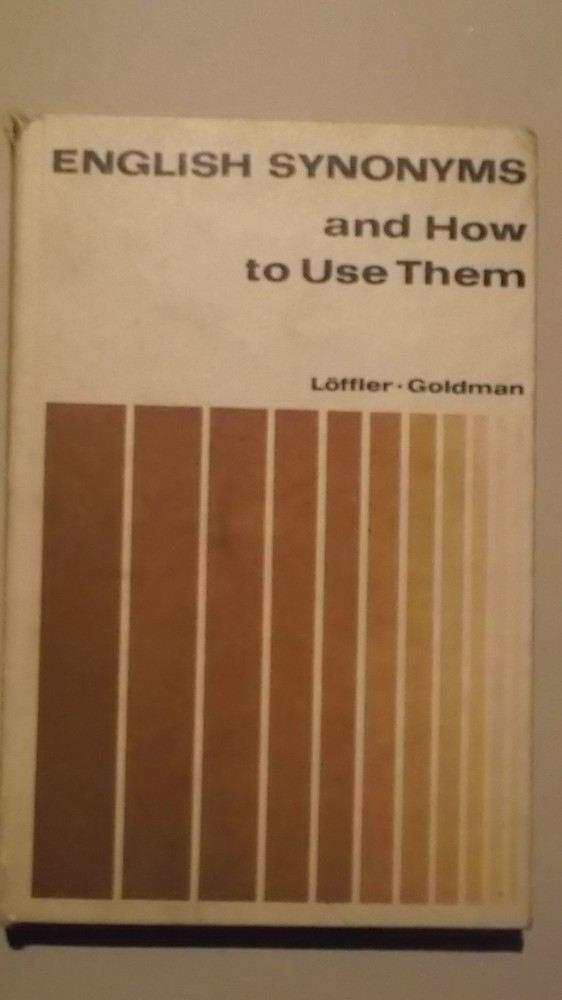 ENGLISH SYNONYMS
and How
to Use Them
Löffler · Goldman